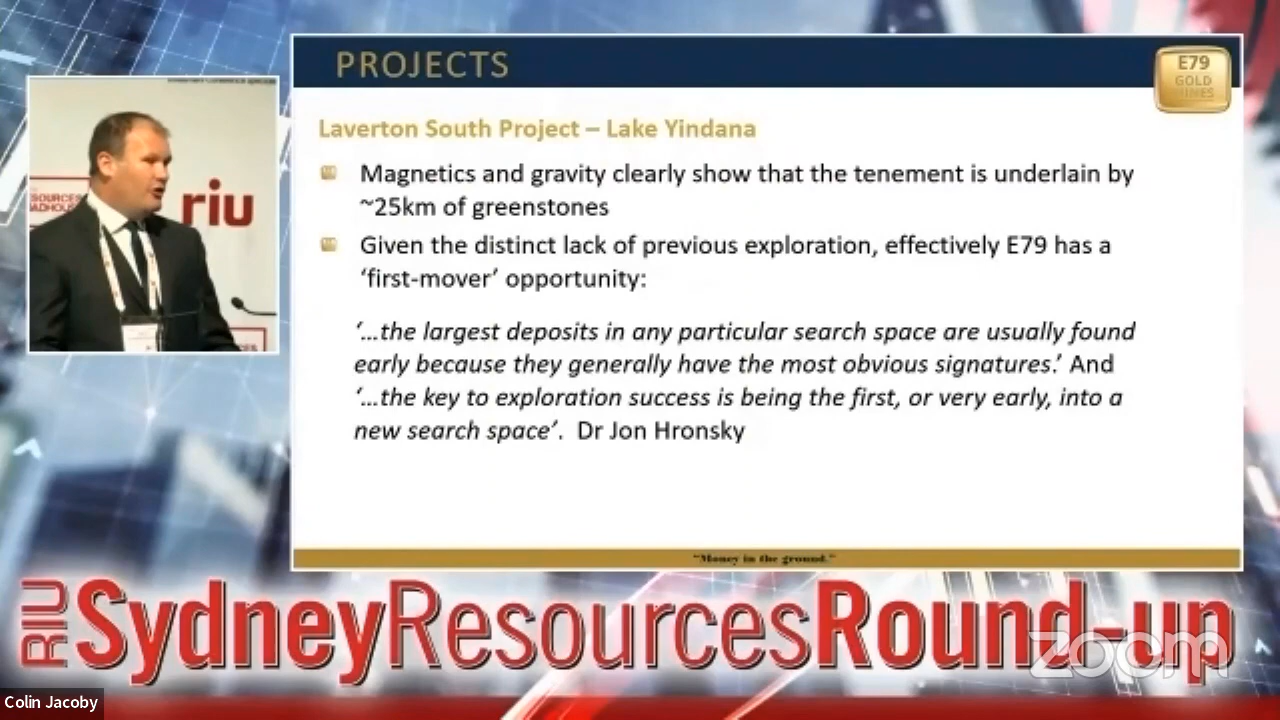 PROJECTS
E79
GOLD
MINES
Laverton South Project – Lake Yindana
Magnetics and gravity clearly show that the tenement is underlain by
~25km of greenstones
Given the distinct lack of previous exploration, effectively E79 has a
‘first-mover’ opportunity:
‘…the largest deposits in any particular search space are usually found
early because they generally have the most obvious signatures.’ And
‘…the key to exploration success is being the first, or very early, into a
new search space’. Dr Jon Hronsky
"Money in the ground."
riu
RIU SydneyResourcesRound-up
zoom
Colin Jacoby